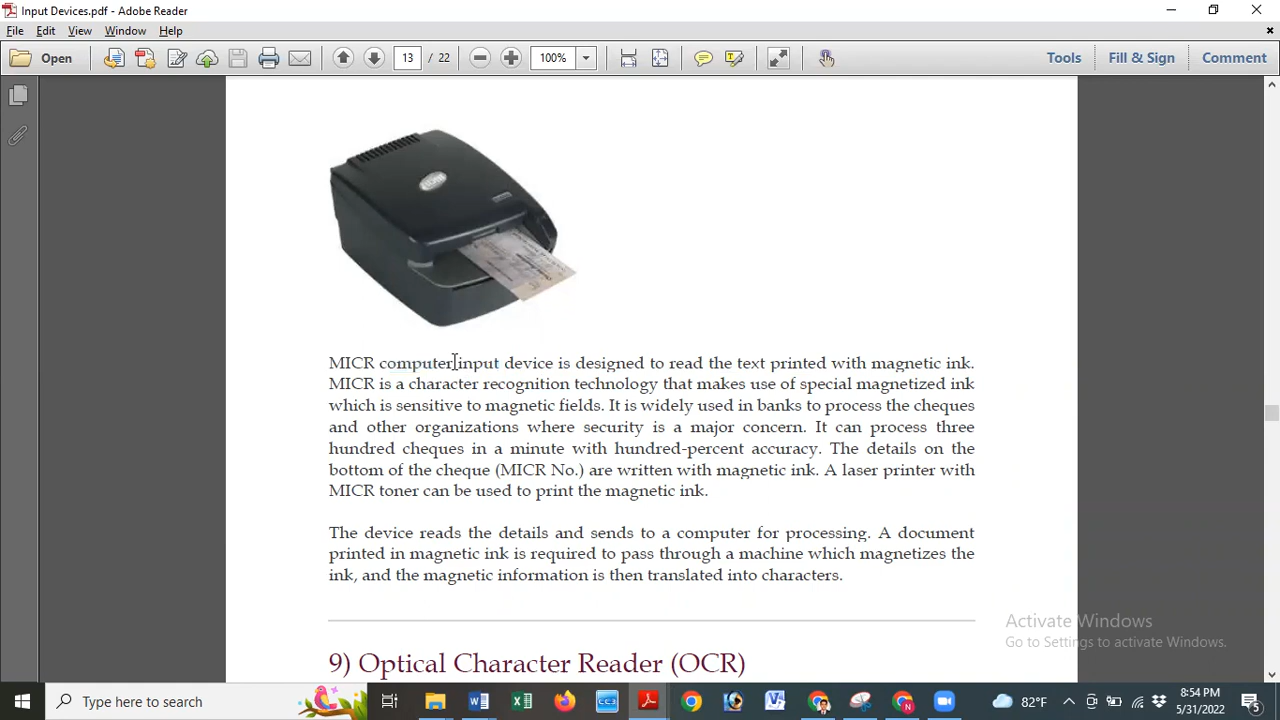 Input Devices.pdf - Adobe Reader
File Edit View Window Help
Open 13 / 22 100% Tools Fill & Sign Comment
MICR computer input device is designed to read the text printed with magnetic ink.
MICR is a character recognition technology that makes use of special magnetized ink
which is sensitive to magnetic fields. It is widely used in banks to process the cheques
and other organizations where security is a major concern. It can process three
hundred cheques in a minute with hundred-percent accuracy. The details on the
bottom of the cheque (MICR No.) are written with magnetic ink. A laser printer with
MICR toner can be used to print the magnetic ink.
The device reads the details and sends to a computer for processing. A document
printed in magnetic ink is required to pass through a machine which magnetizes the
ink, and the magnetic information is then translated into characters.
Activate Windows
Go to Settings to activate Windows.
9) Optical Character Reader (OCR)
Type here to search
82°F
8:54 PM
5/31/2022
5